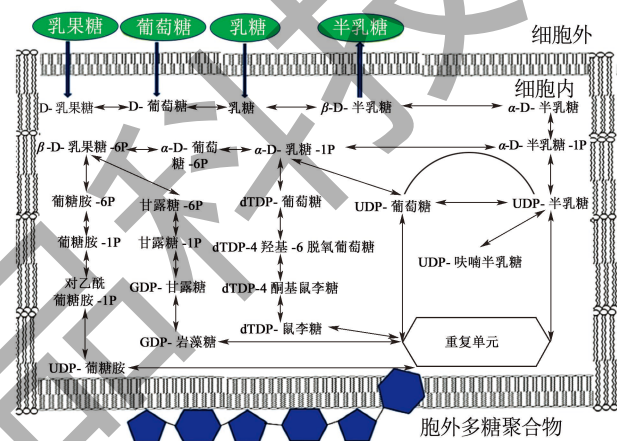 乳果糖 葡萄糖 乳糖 半乳糖
细胞外
细胞内
D-乳果糖 D-葡萄糖 乳糖 β-D-半乳糖 α-D-半乳糖
β-D-乳果糖-6P α-D-葡萄糖-6P α-D-乳糖-1P α-D-半乳糖-1P
葡糖胺-6P 甘露糖-6P dTDP-葡萄糖 UDP-葡萄糖 UDP-半乳糖
葡糖胺-1P 甘露糖-1P dTDP-4羟基-6脱氧葡萄糖
UDP-呋喃半乳糖
对乙酰
葡糖胺-1P GDP-甘露糖 dTDP-4酮基鼠李糖
GDP-岩藻糖 dTDP-鼠李糖 重复单元
UDP-葡糖胺
胞外多糖聚合物